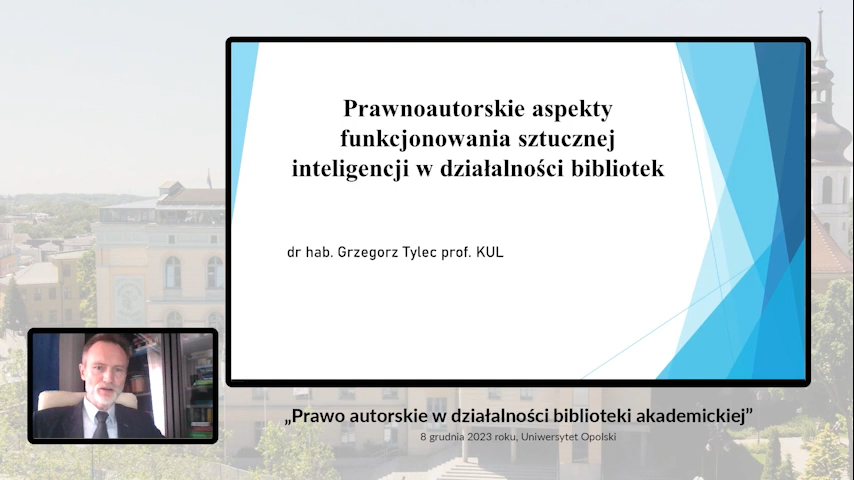 Prawnoautorskie aspekty
funkcjonowania sztucznej
inteligencji w działalności bibliotek
dr hab. Grzegorz Tylec prof. KUL
„Prawo autorskie w działalności biblioteki akademickiej”
8 grudnia 2023 roku, Uniwersytet Opolski